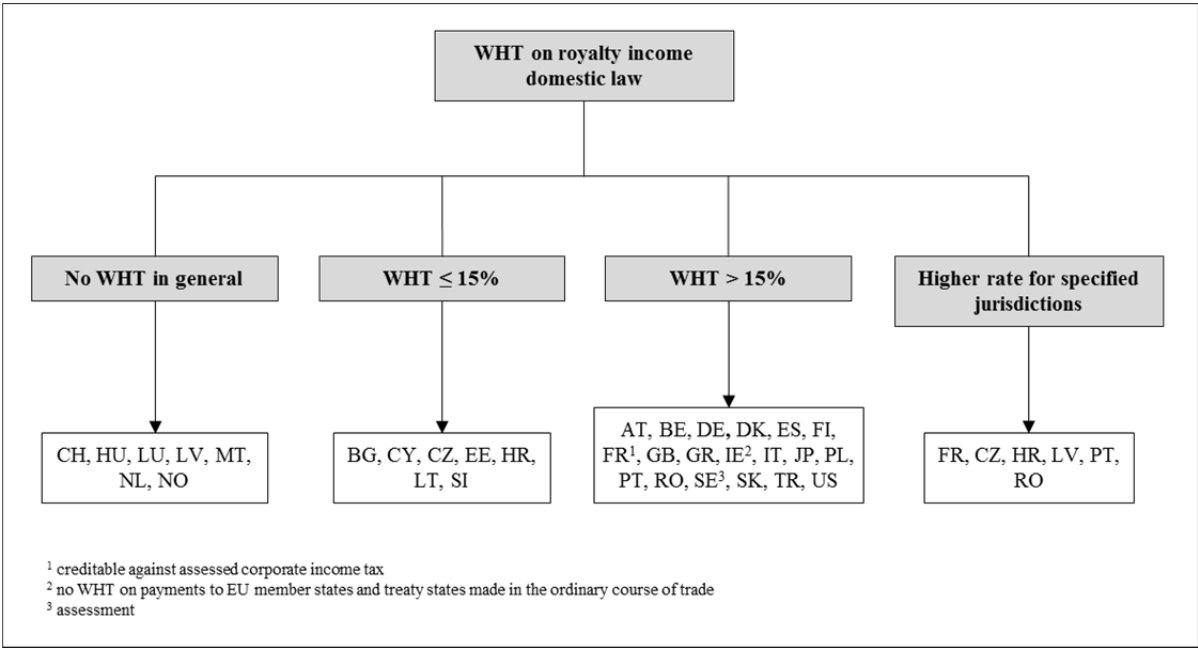 WHT on royalty income
domestic law
No WHT in general
WHT ≤ 15%
WHT > 15%
Higher rate for specified
jurisdictions
CH, HU, LU, LV, MT,
NL, NO
BG, CY, CZ, EE, HR,
LT, SI
AT, BE, DE, DK, ES, FI,
FR¹, GB, GR, IE², IT, JP, PL,
PT, RO, SE³, SK, TR, US
FR, CZ, HR, LV, PT,
RO
¹ creditable against assessed corporate income tax
² no WHT on payments to EU member states and treaty states made in the ordinary course of trade
³ assessment